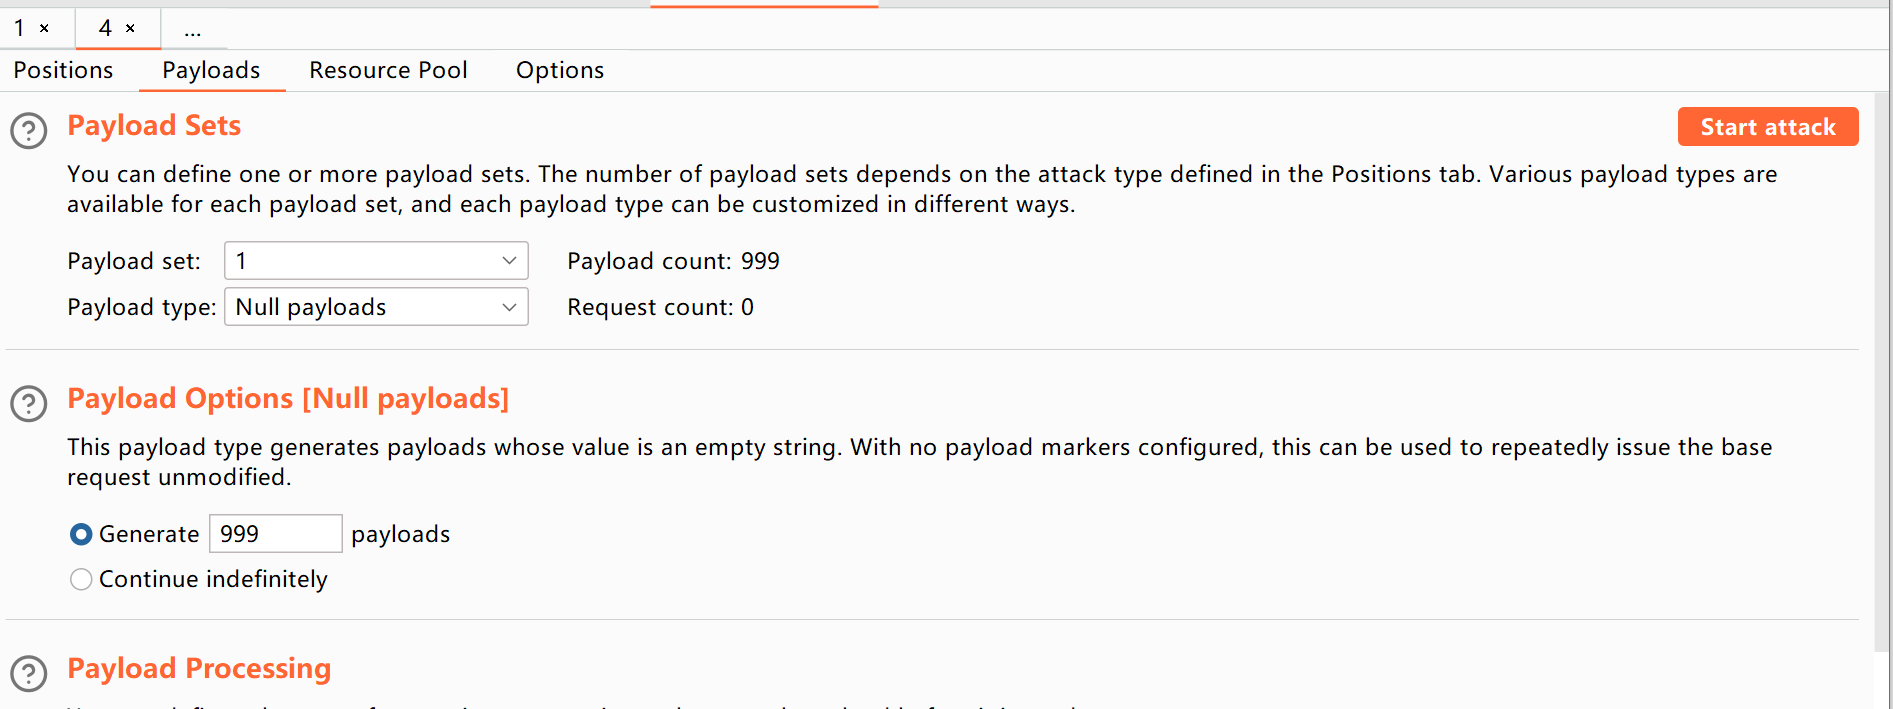 1 × 4 × ...
Positions Payloads Resource Pool Options
Payload Sets
Start attack
You can define one or more payload sets. The number of payload sets depends on the attack type defined in the Positions tab. Various payload types are
available for each payload set, and each payload type can be customized in different ways.
Payload set: 1 Payload count: 999
Payload type: Null payloads Request count: 0
Payload Options [Null payloads]
This payload type generates payloads whose value is an empty string. With no payload markers configured, this can be used to repeatedly issue the base
request unmodified.
Generate 999 payloads
Continue indefinitely
Payload Processing